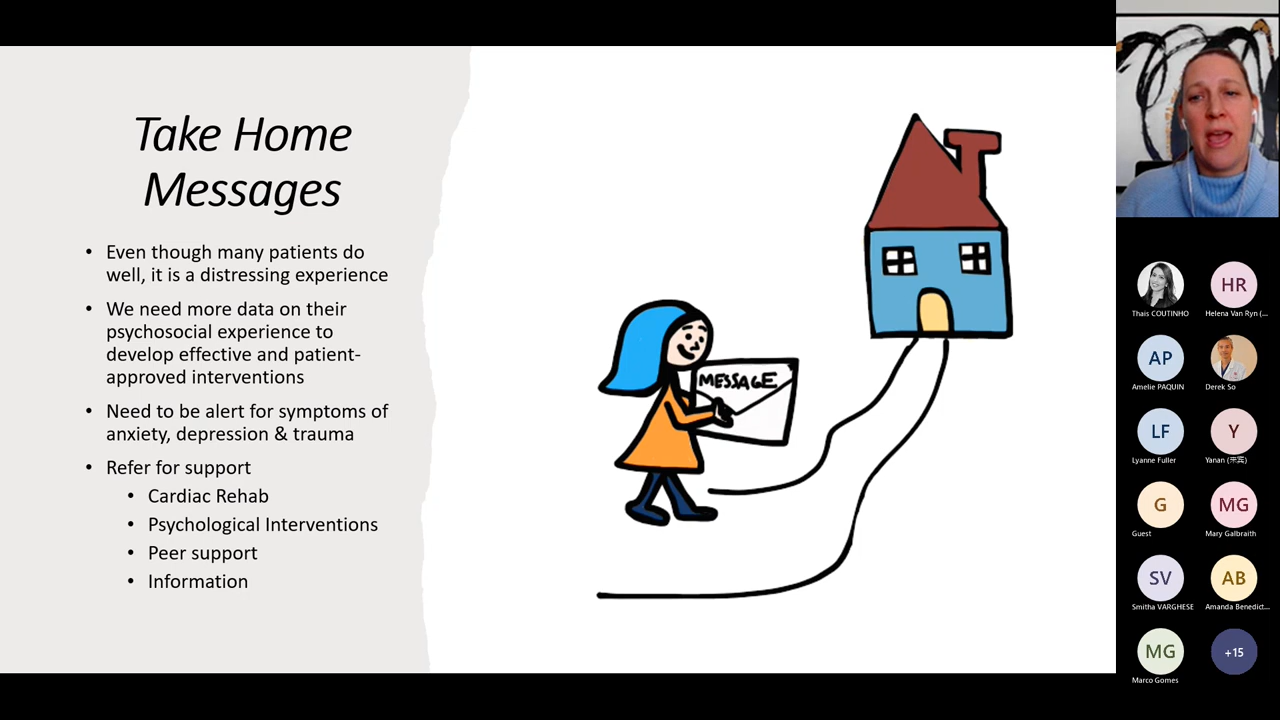 Take Home
Messages
• Even though many patients do
well, it is a distressing experience
• We need more data on their
psychosocial experience to
develop effective and patient-
approved interventions
• Need to be alert for symptoms of
anxiety, depression & trauma
• Refer for support
• Cardiac Rehab
• Psychological Interventions
• Peer support
• Information
MESSAGE
HR
Thais COUTINHO
Helena Van Ryn (...
AP
Amelie PAQUIN
Derek So
LF
Y
Lyanne Fuller
Yanan
G
MG
Guest
Mary Galbraith
SV
AB
Smitha VARGHESE
Amanda Benedict...
MG
+15
Marco Gomes